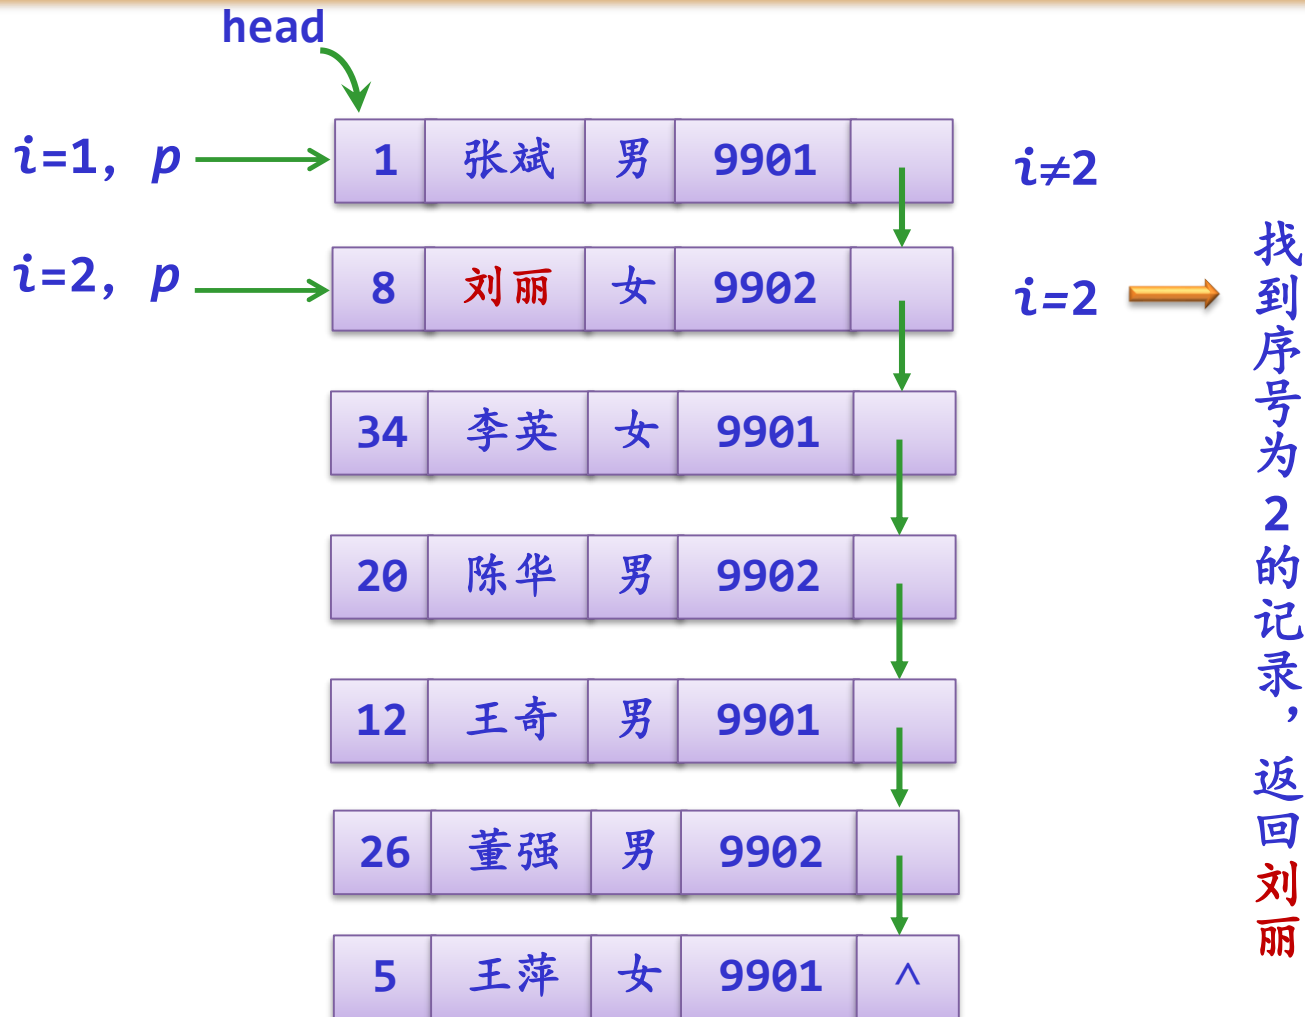 head
i=1, p 1 张斌 男 9901 i≠2
i=2, p 8 刘丽 女 9902 i=2
34 李英 女 9901
20 陈华 男 9902
12 王奇 男 9901
26 董强 男 9902
5 王萍 女 9901 ∧
找到序号为2的记录，返回刘丽